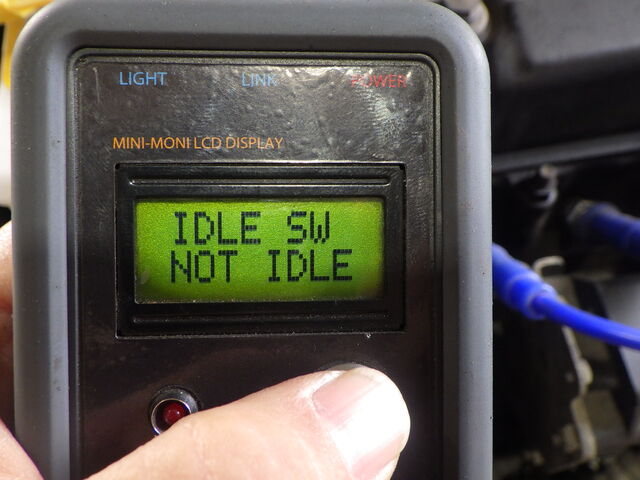 LIGHT LINK POWER
MINI-MONI LCD DISPLAY
IDLE SW
NOT IDLE